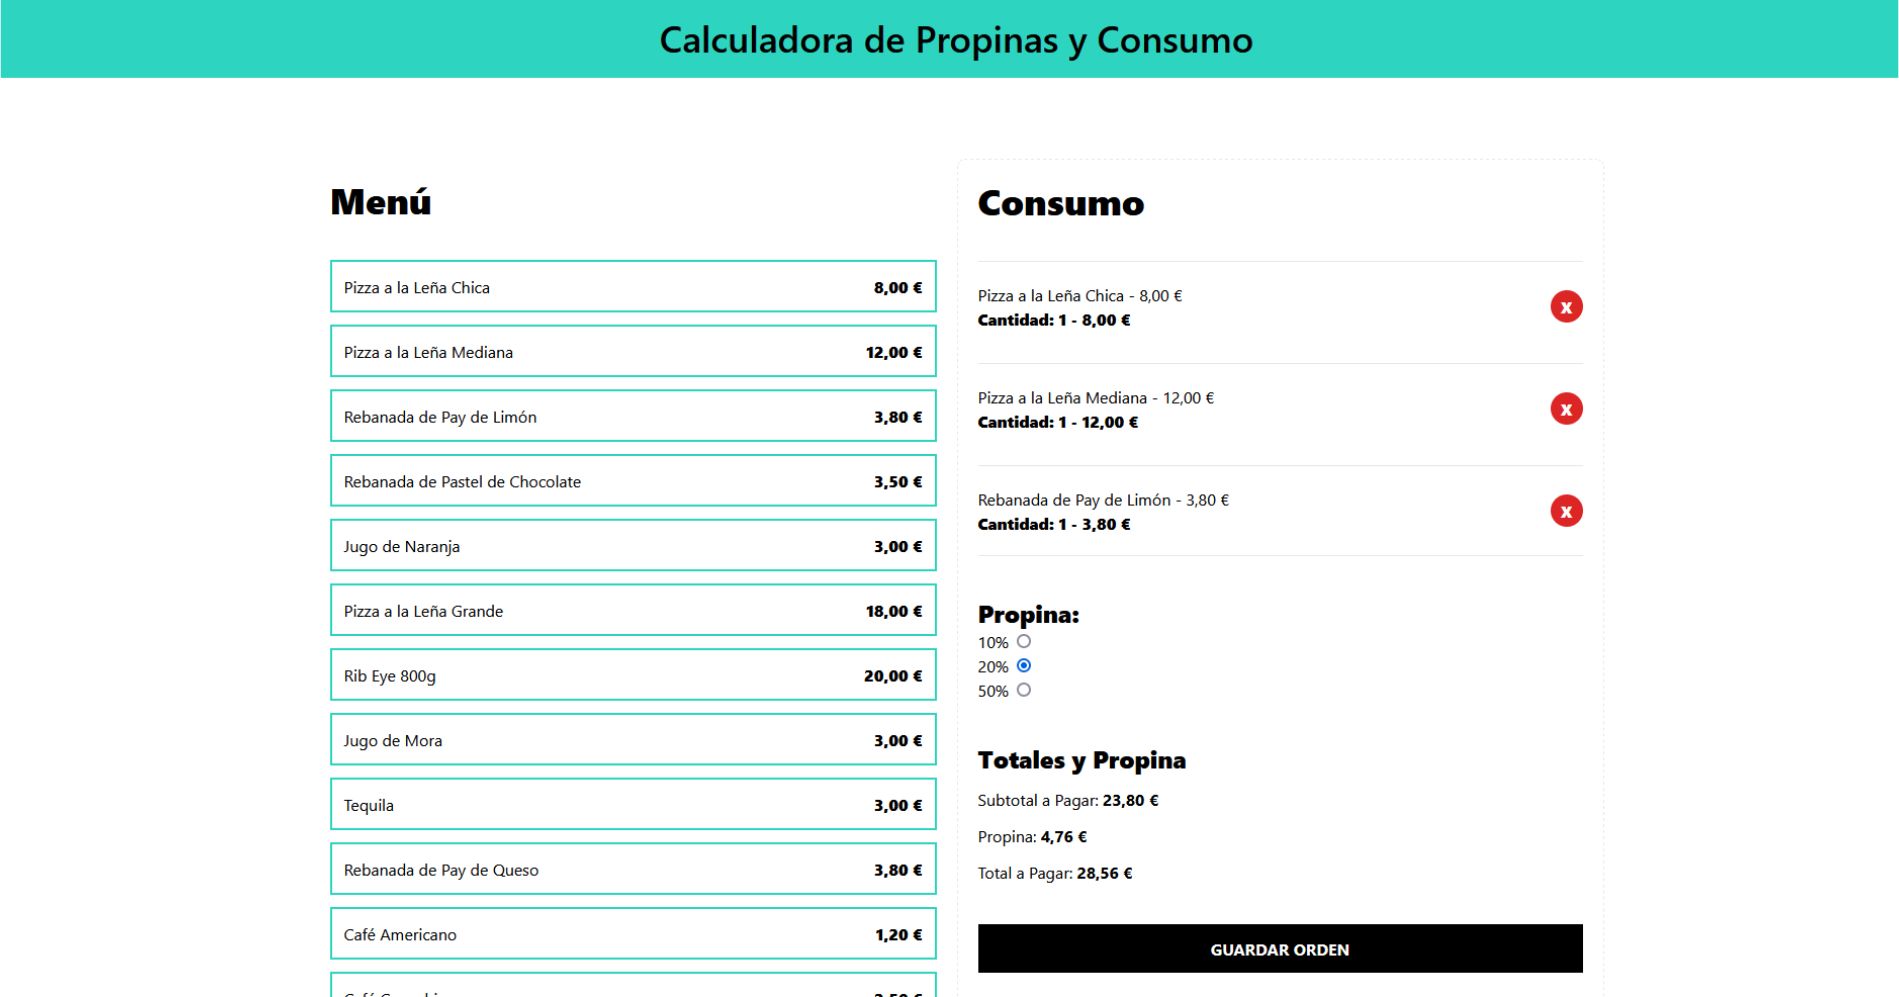 Calculadora de Propinas y Consumo
Menú
Pizza a la Leña Chica 8,00 €
Pizza a la Leña Mediana 12,00 €
Rebanada de Pay de Limón 3,80 €
Rebanada de Pastel de Chocolate 3,50 €
Jugo de Naranja 3,00 €
Pizza a la Leña Grande 18,00 €
Rib Eye 800g 20,00 €
Jugo de Mora 3,00 €
Tequila 3,00 €
Rebanada de Pay de Queso 3,80 €
Café Americano 1,20 €
Consumo
Pizza a la Leña Chica - 8,00 €
Cantidad: 1 - 8,00 €
X
Pizza a la Leña Mediana - 12,00 €
Cantidad: 1 - 12,00 €
X
Rebanada de Pay de Limón - 3,80 €
Cantidad: 1 - 3,80 €
X
Propina:
10%
20%
50%
Totales y Propina
Subtotal a Pagar: 23,80 €
Propina: 4,76 €
Total a Pagar: 28,56 €
GUARDAR ORDEN